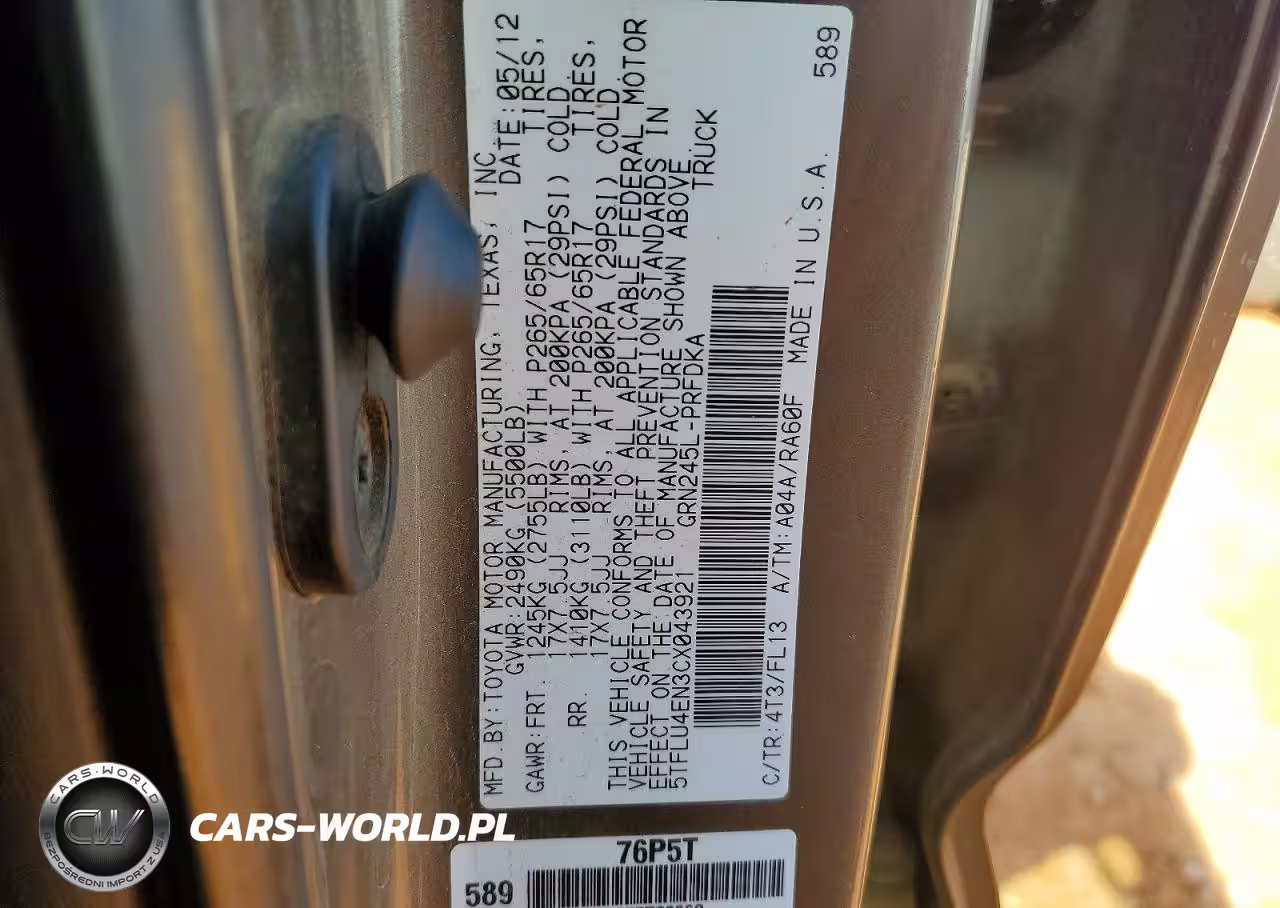 MFD.BY:TOYOTA MOTOR MANUFACTURING, TEXAS, INC.
GVWR:2490KG (5500LB) DATE:05/12
GAWR:FRT. 1245KG (2755LB) WITH P265/65R17 TIRES,
17X7.5JJ RIMS, AT 200KPA (29PSI) COLD
RR. 1410KG (3110LB) WITH P265/65R17 TIRES,
17X7.5JJ RIMS, AT 200KPA (29PSI) COLD
THIS VEHICLE CONFORMS TO ALL APPLICABLE FEDERAL MOTOR
VEHICLE SAFETY AND THEFT PREVENTION STANDARDS IN
EFFECT ON THE DATE OF MANUFACTURE SHOWN ABOVE.
5TFLU4EN3CX043921 GRN245L-PRFDKA TRUCK
C/TR:4T3/FL13 A/TM:A04A/RA60F MADE IN U.S.A. 589
76P5T
589
CARS-WORLD
CW
BEZPOŚREDNI IMPORT Z USA
CARS-WORLD.PL